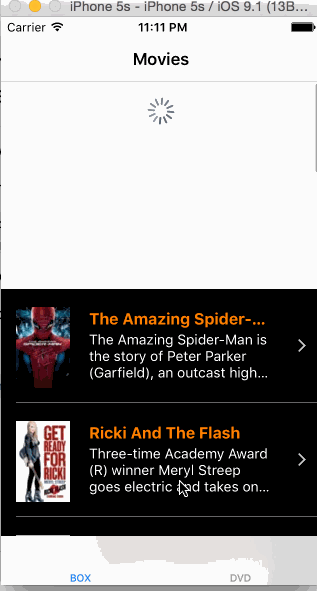 iPhone 5s - iPhone 5s / iOS 9.1 (13B...
Carrier 11:11 PM
Movies
The Amazing Spider-...
The Amazing Spider-Man is
the story of Peter Parker
(Garfield), an outcast high...
Ricki And The Flash
GET
READY
FOR
RICKI
Three-time Academy Award
(R) winner Meryl Streep
goes electric and takes on...
BOX DVD